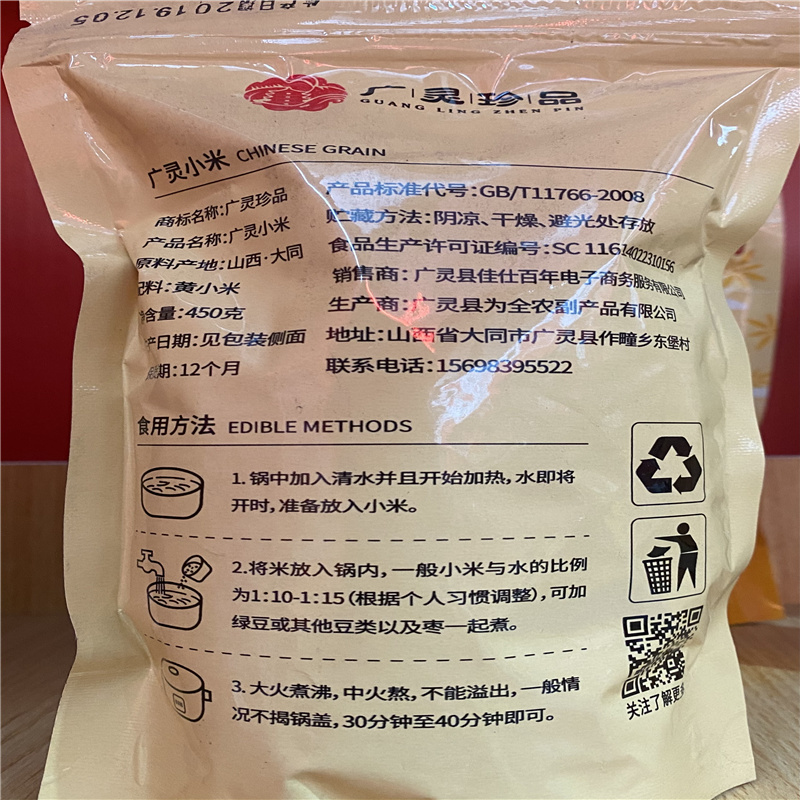 生产日期2019.12.05
广灵珍品
GUANG LING ZHEN PIN
广灵小米 CHINESE GRAIN
商标名称:广灵珍品
产品名称:广灵小米
原料产地:山西·大同
配料:黄小米
含量:450克
产日期:见包装侧面
期:12个月
产品标准代号:GB/T11766-2008
贮藏方法:阴凉、干燥、避光处存放
食品生产许可证编号:SC 11614022310156
销售商:广灵县佳仕百年电子商务服务有限公司
生产商:广灵县为全农副产品有限公司
地址:山西省大同市广灵县作疃乡东堡村
联系电话:15698395522
食用方法 EDIBLE METHODS
1.锅中加入清水并且开始加热,水即将
开时,准备放入小米。
2.将米放入锅内,一般小米与水的比例
为1:10-1:15(根据个人习惯调整),可加
绿豆或其他豆类以及枣一起煮。
3.大火煮沸,中火熬,不能溢出,一般情
况不揭锅盖,30分钟至40分钟即可。
关注了解更多